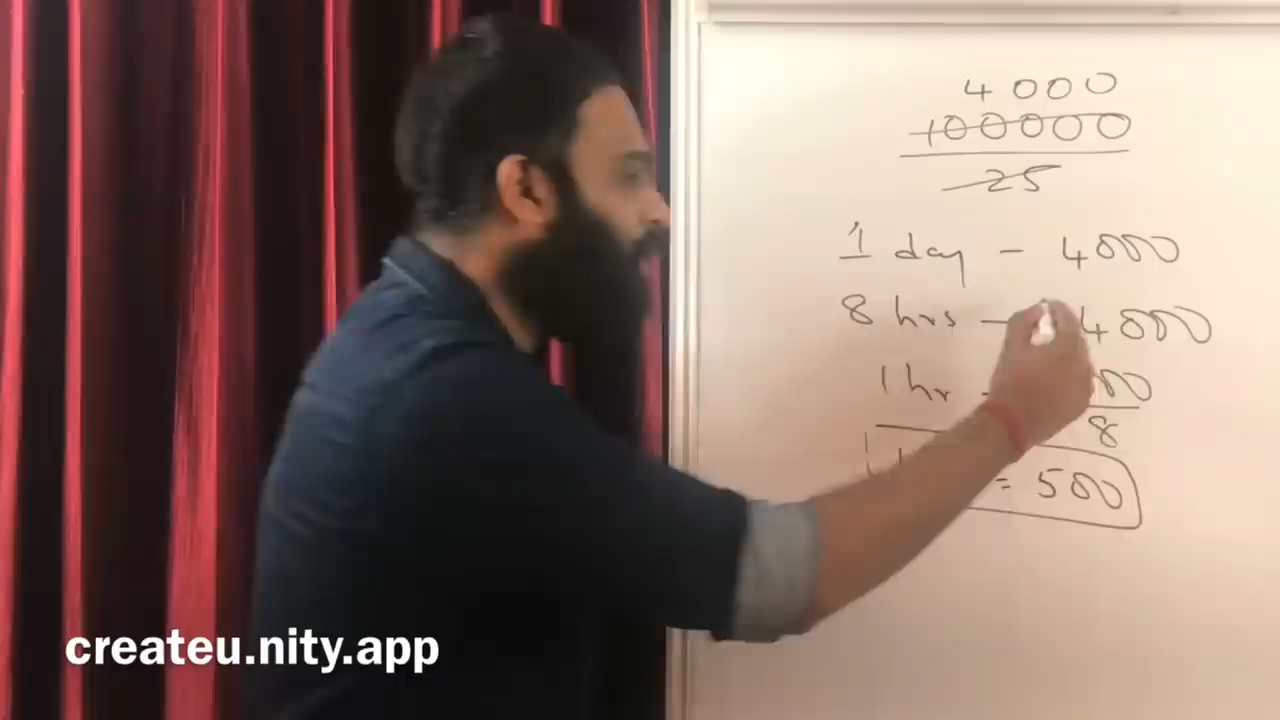 4000
100000
25
1 day - 4000
8 hrs - 4000
1 hr -
8
= 500
createu.nity.app